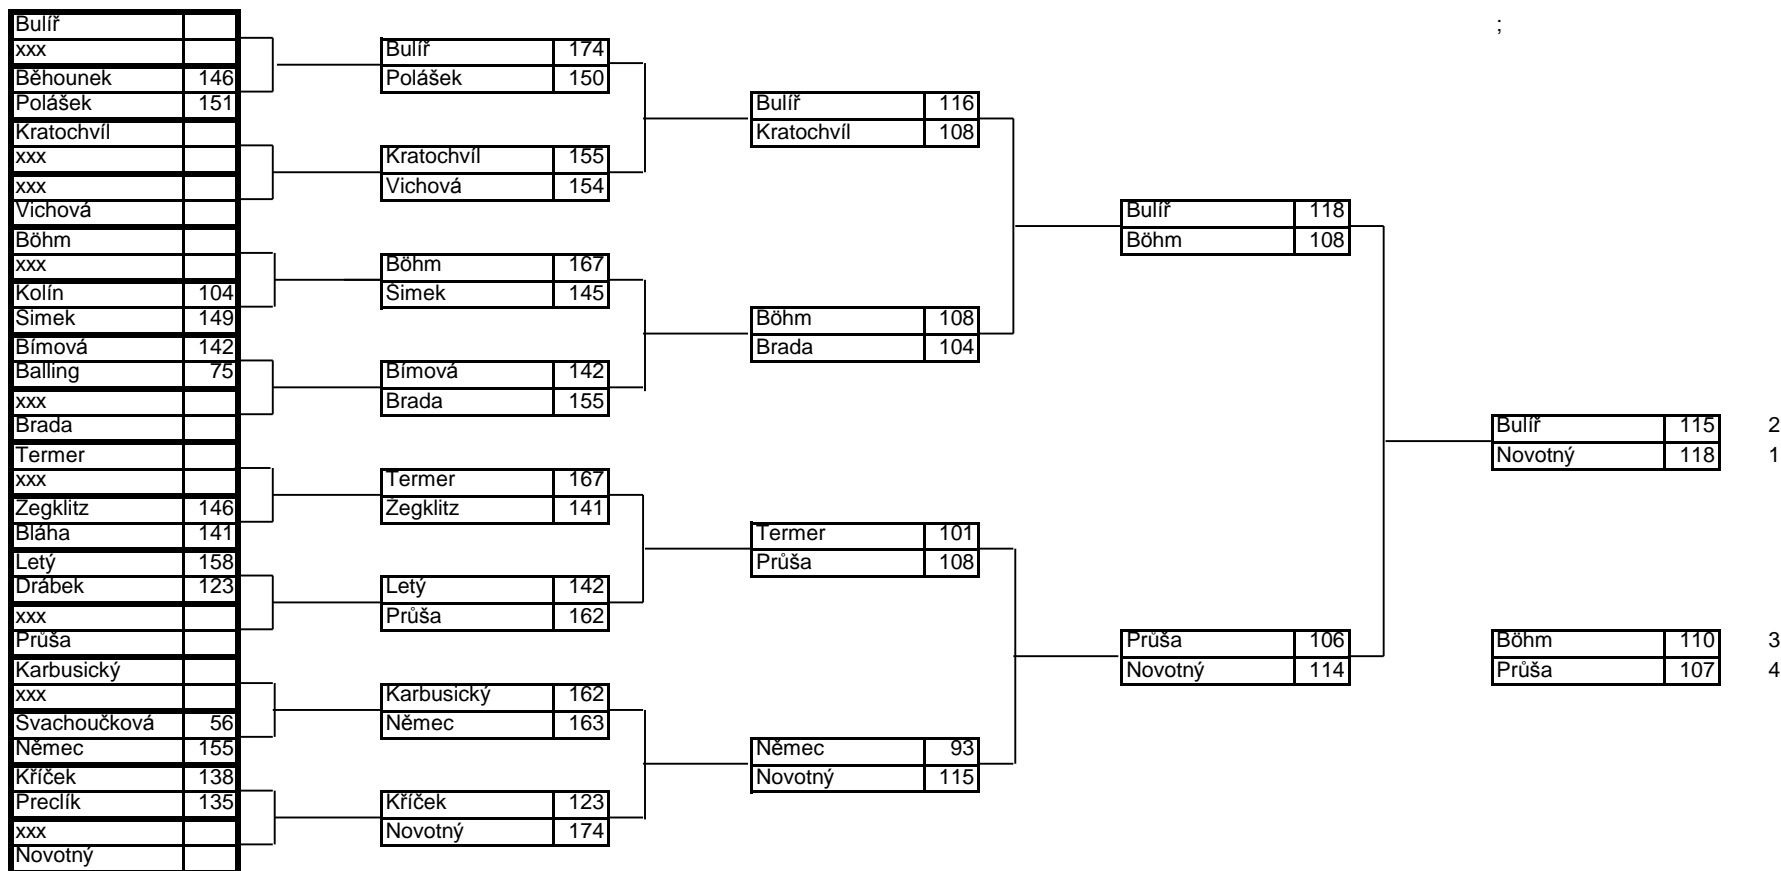 Bulíř
xxx
Běhounek 146
Polášek 151
Kratochvíl
xxx
xxx
Vichová
Böhm
xxx
Kolín 104
Šimek 149
Bímová 142
Balling 75
xxx
Brada
Termer
xxx
Žegklitz 146
Bláha 141
Letý 158
Drábek 123
xxx
Průša
Karbusický
xxx
Svachoučková 56
Němec 155
Kříček 138
Preclík 135
xxx
Novotný
Bulíř 174
Polášek 150
Kratochvíl 155
Vichová 154
Böhm 167
Šimek 145
Bímová 142
Brada 155
Termer 167
Žegklitz 141
Letý 142
Průša 162
Karbusický 162
Němec 163
Kříček 123
Novotný 174
Bulíř 116
Kratochvíl 108
Böhm 108
Brada 104
Termer 101
Průša 108
Němec 93
Novotný 115
Bulíř 118
Böhm 108
Průša 106
Novotný 114
;
Bulíř 115 2
Novotný 118 1
Böhm 110 3
Průša 107 4